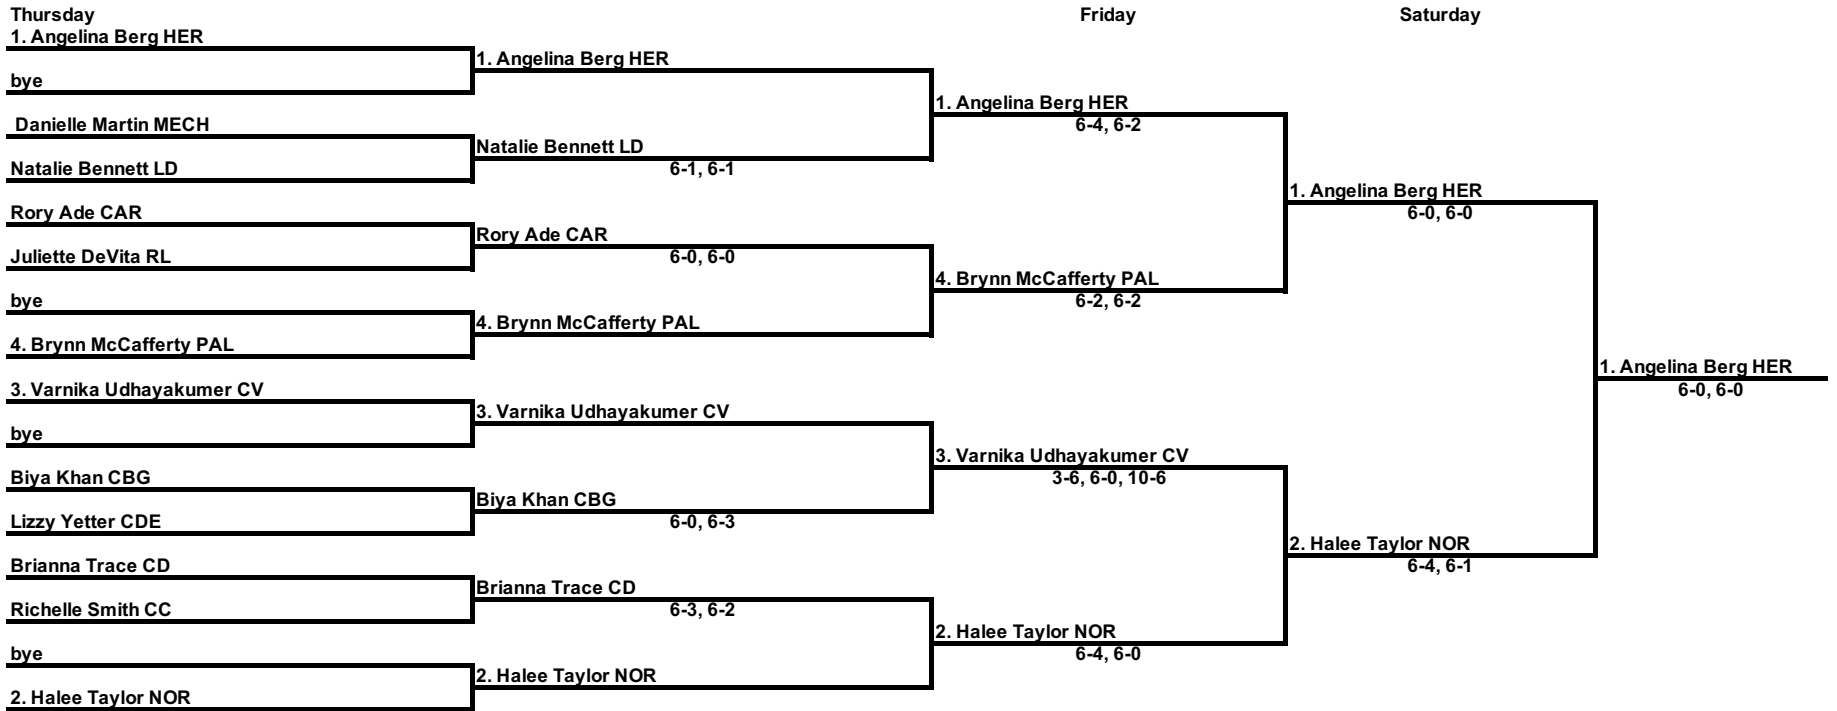 Thursday
Friday
Saturday
1. Angelina Berg HER
bye
Danielle Martin MECH
Natalie Bennett LD
Rory Ade CAR
Juliette DeVita RL
bye
4. Brynn McCafferty PAL
3. Varnika Udhayakumer CV
bye
Biya Khan CBG
Lizzy Yetter CDE
Brianna Trace CD
Richelle Smith CC
bye
2. Halee Taylor NOR
1. Angelina Berg HER
Natalie Bennett LD
6-1, 6-1
Rory Ade CAR
6-0, 6-0
4. Brynn McCafferty PAL
3. Varnika Udhayakumer CV
Biya Khan CBG
6-0, 6-3
Brianna Trace CD
6-3, 6-2
2. Halee Taylor NOR
1. Angelina Berg HER
6-4, 6-2
4. Brynn McCafferty PAL
6-2, 6-2
3. Varnika Udhayakumer CV
3-6, 6-0, 10-6
2. Halee Taylor NOR
6-4, 6-0
1. Angelina Berg HER
6-0, 6-0
2. Halee Taylor NOR
6-4, 6-1
1. Angelina Berg HER
6-0, 6-0